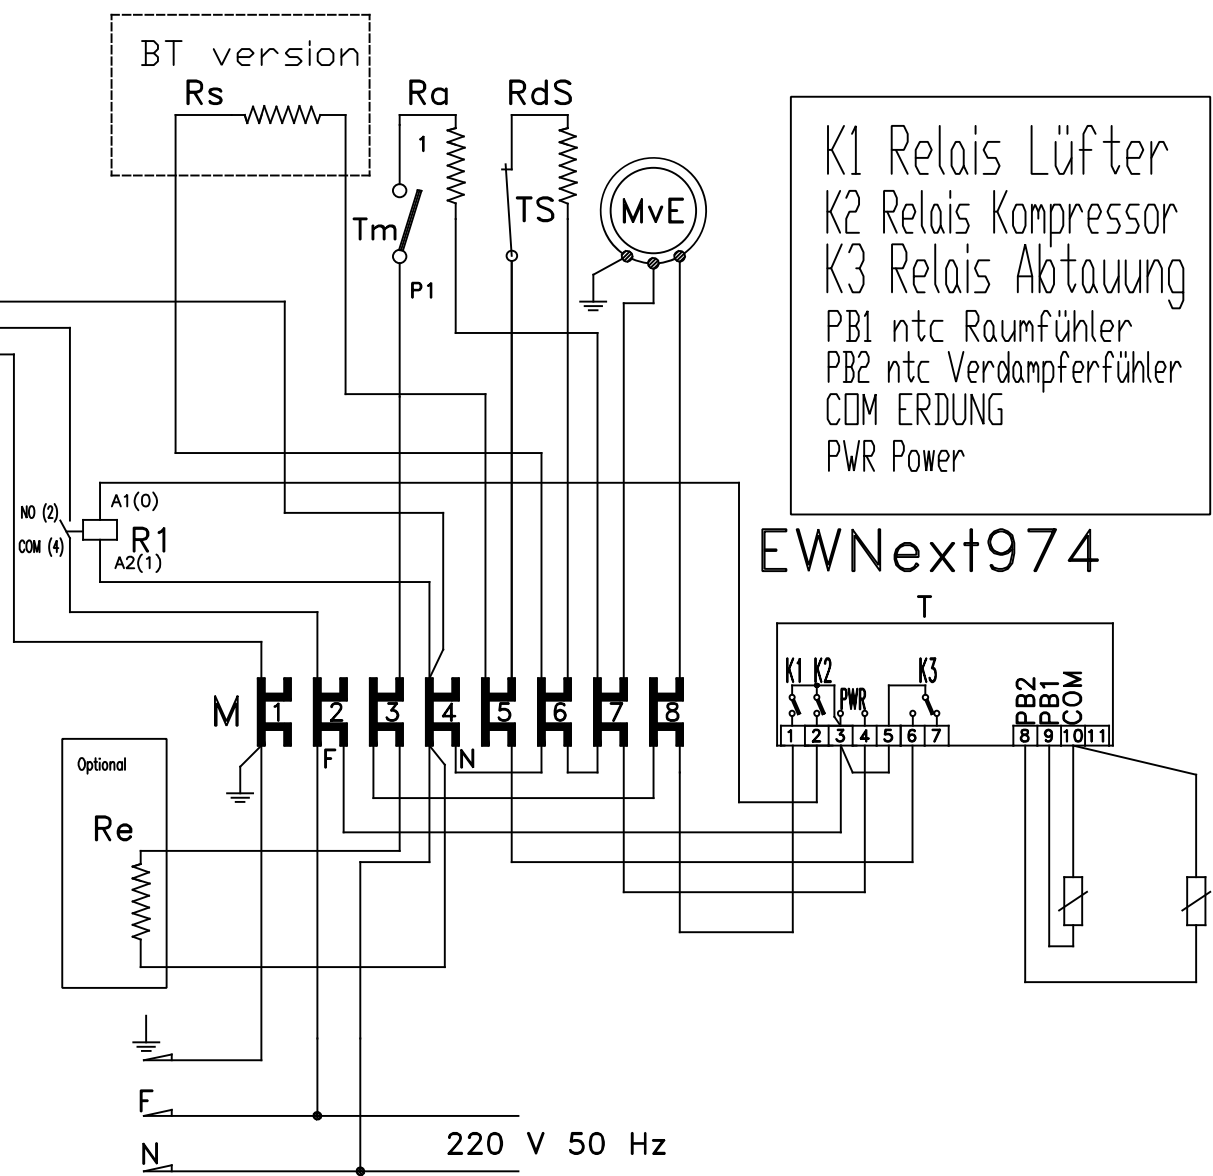 BT version
Rs
Ra
RdS
1
Tm
TS
MvE
P1
K1 Relais Lüfter
K2 Relais Kompressor
K3 Relais Abtauung
PB1 ntc Raumfühler
PB2 ntc Verdampferfühler
COM ERDUNG
PWR Power
NO (2)
A1(0)
COM (4)
R1
A2(1)
EWNext974
T
K1 K2 PWR K3 PB2 PB1 COM
1 2 3 4 5 6 7 8 9 10 11
M 1 2 3 4 5 6 7 8
F N
Optional
Re
F
N
220 V 50 Hz